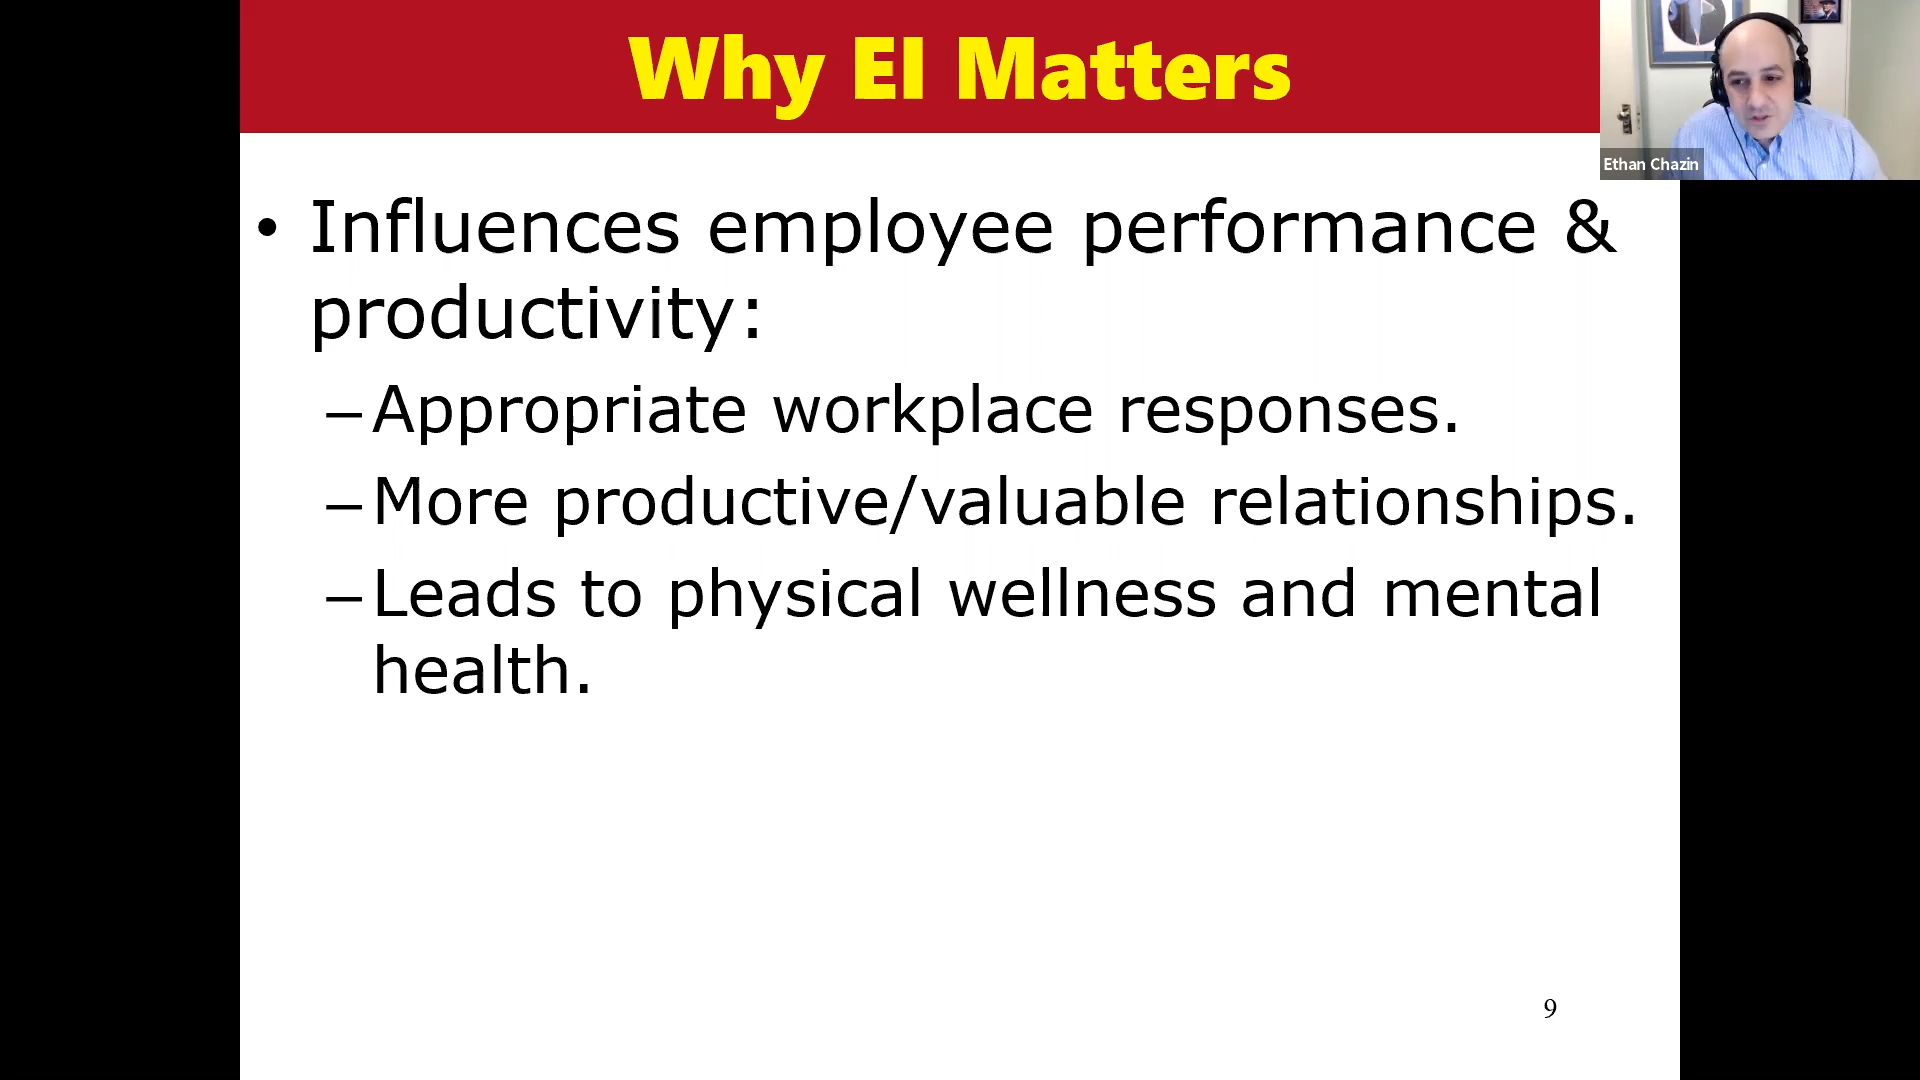 Why EI Matters
Ethan Chazin
• Influences employee performance &
productivity:
–Appropriate workplace responses.
–More productive/valuable relationships.
–Leads to physical wellness and mental
health.
9